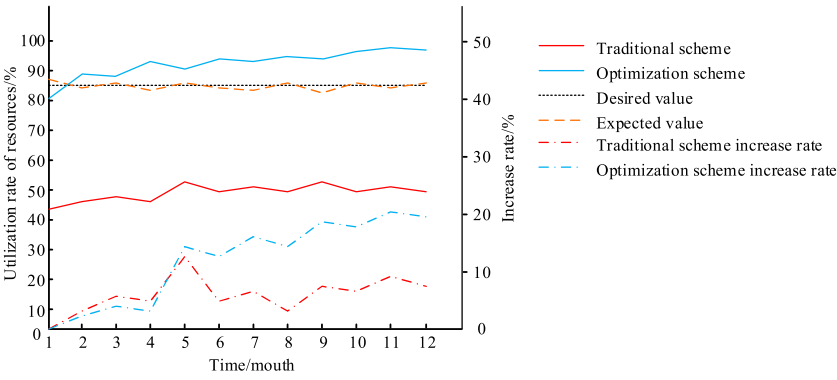 Utilization rate of resources/%
100
90
80
70
60
50
40
30
20
10
0
1 2 3 4 5 6 7 8 9 10 11 12
Time/mouth
50
40
30
20
10
0
Increase rate/%
Traditional scheme
Optimization scheme
Desired value
Expected value
Traditional scheme increase rate
Optimization scheme increase rate